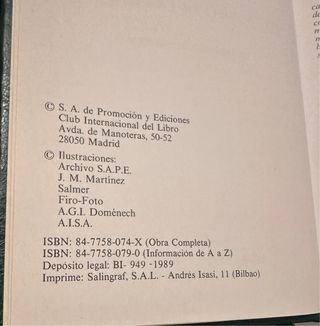 © S. A. de Promoción y Ediciones
Club Internacional del Libro
Avda. de Manoteras, 50-52
28050 Madrid
© Ilustraciones:
Archivo S.A.P.E.
J. M. Martínez
Salmer
Firo-Foto
A.G.I. Doménech
A.I.S.A.
ISBN: 84-7758-074-X (Obra Completa)
ISBN: 84-7758-079-0 (Información de A a Z)
Depósito legal: BI- 949 -1989
Imprime: Salingraf, S.A.L. - Andrés Isasi, 11 (Bilbao)